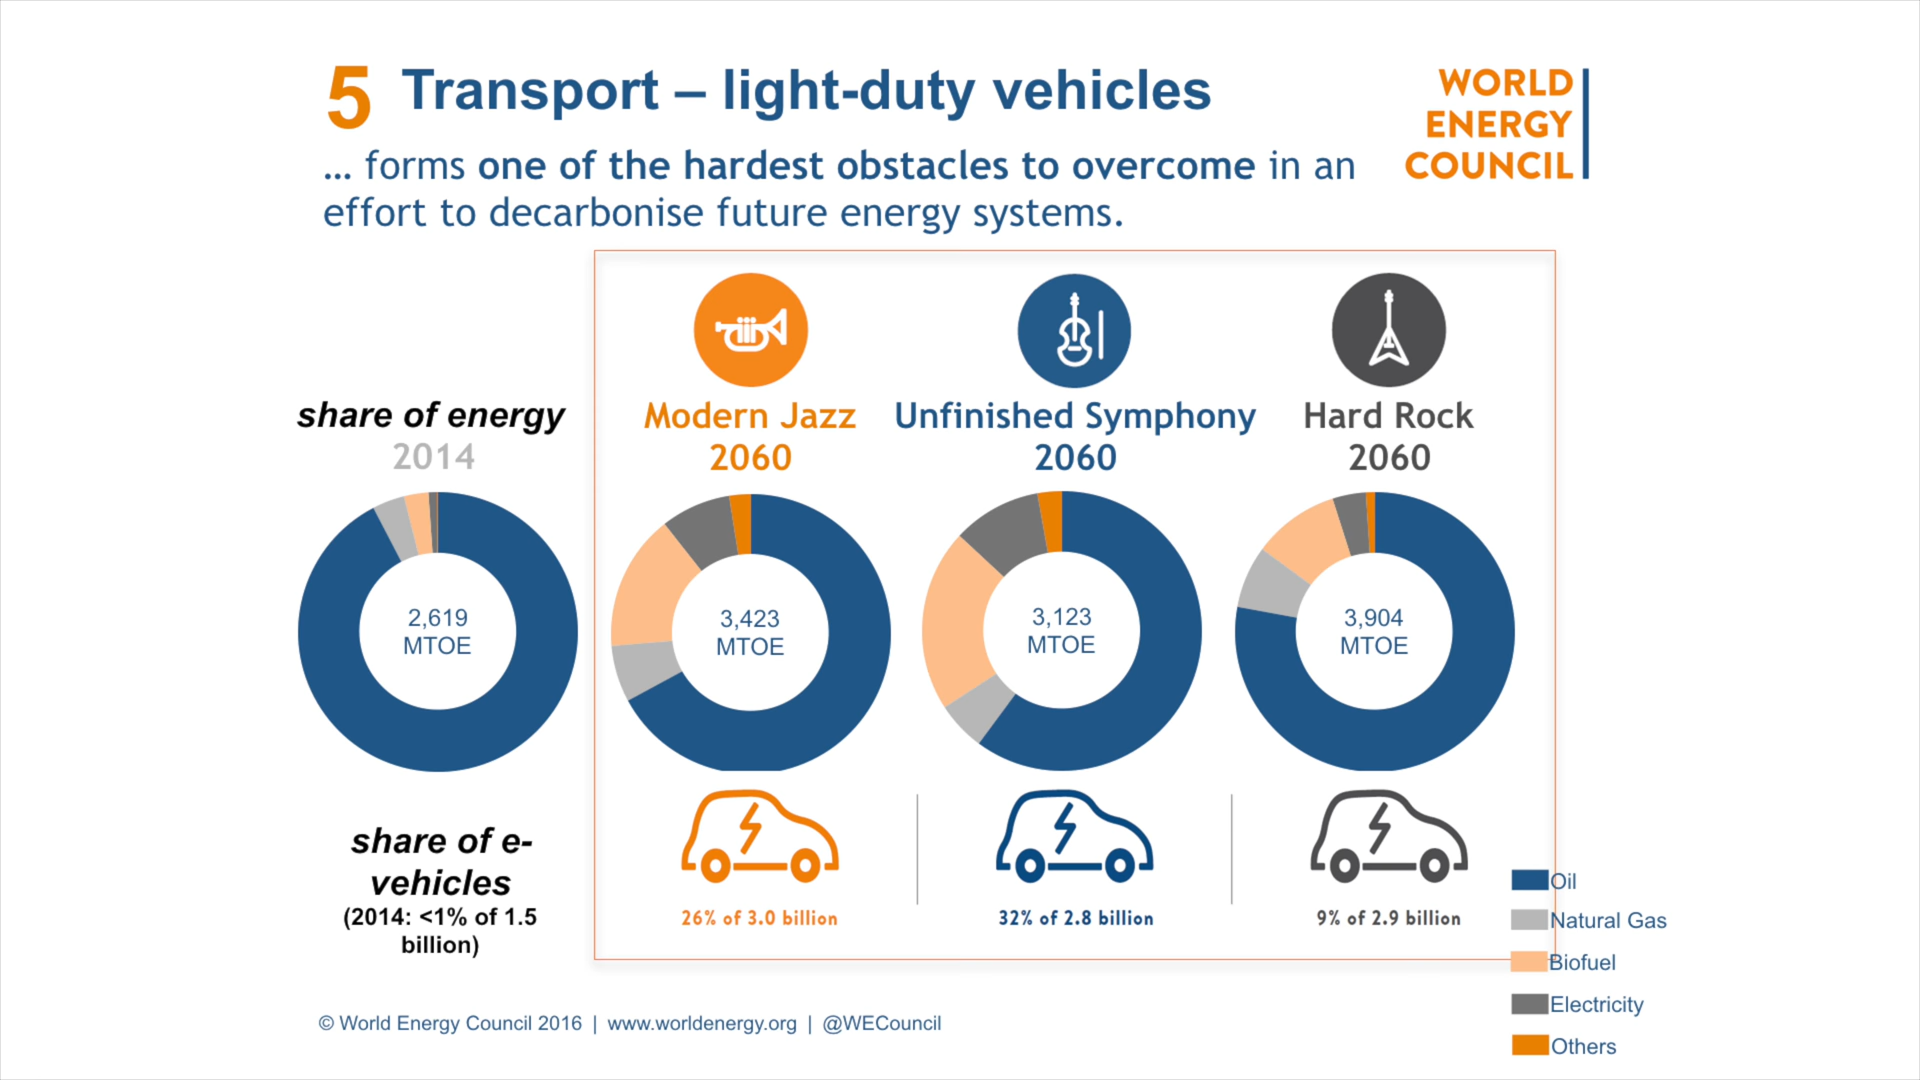 5 Transport – light-duty vehicles
WORLD
ENERGY
COUNCIL
... forms one of the hardest obstacles to overcome in an
effort to decarbonise future energy systems.
share of energy
2014
Modern Jazz
2060
Unfinished Symphony
2060
Hard Rock
2060
2,619
MTOE
3,423
MTOE
3,123
MTOE
3,904
MTOE
share of e-
vehicles
(2014: <1% of 1.5
billion)
26% of 3.0 billion
32% of 2.8 billion
9% of 2.9 billion
Oil
Natural Gas
Biofuel
Electricity
Others
© World Energy Council 2016 | www.worldenergy.org | @WECouncil